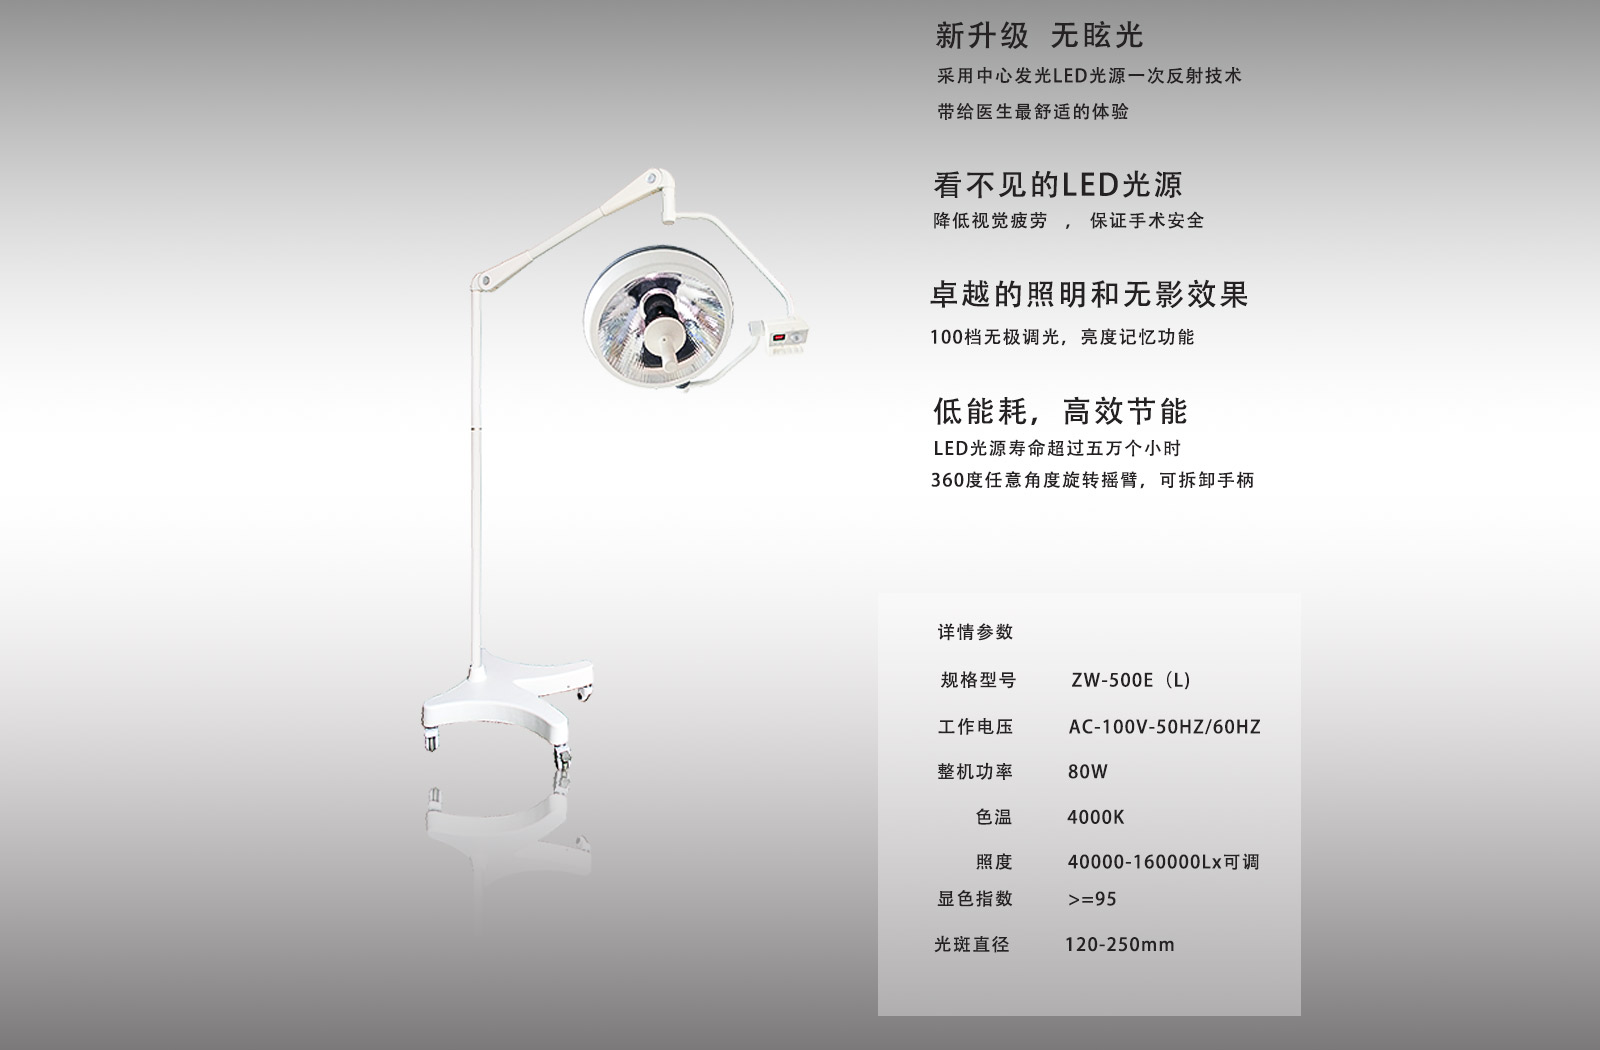 新升级 无眩光
采用中心发光LED光源一次反射技术
带给医生最舒适的体验
看不见的LED光源
降低视觉疲劳 ， 保证手术安全
卓越的照明和无影效果
100档无极调光，亮度记忆功能
低能耗，高效节能
LED光源寿命超过五万个小时
360度任意角度旋转摇臂，可拆卸手柄
详情参数
规格型号 ZW-500E（L)
工作电压 AC-100V-50HZ/60HZ
整机功率 80W
色温 4000K
照度 40000-160000Lx可调
显色指数 >=95
光斑直径 120-250mm